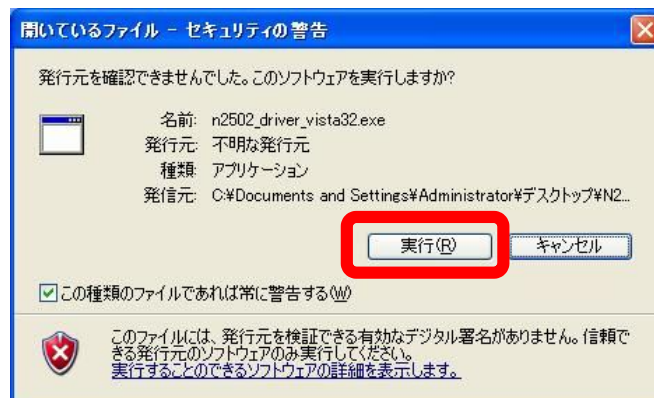 開いているファイル - セキュリティの警告
発行元を確認できませんでした。このソフトウェアを実行しますか?
名前: n2502_driver_vista32.exe
発行元: 不明な発行元
種類: アプリケーション
発信元: C:¥Documents and Settings¥Administrator¥デスクトップ¥N2...
実行(R) キャンセル
この種類のファイルであれば常に警告する(W)
このファイルには、発行元を検証できる有効なデジタル署名がありません。信頼で
きる発行元のソフトウェアのみ実行してください。
実行することのできるソフトウェアの詳細を表示します。